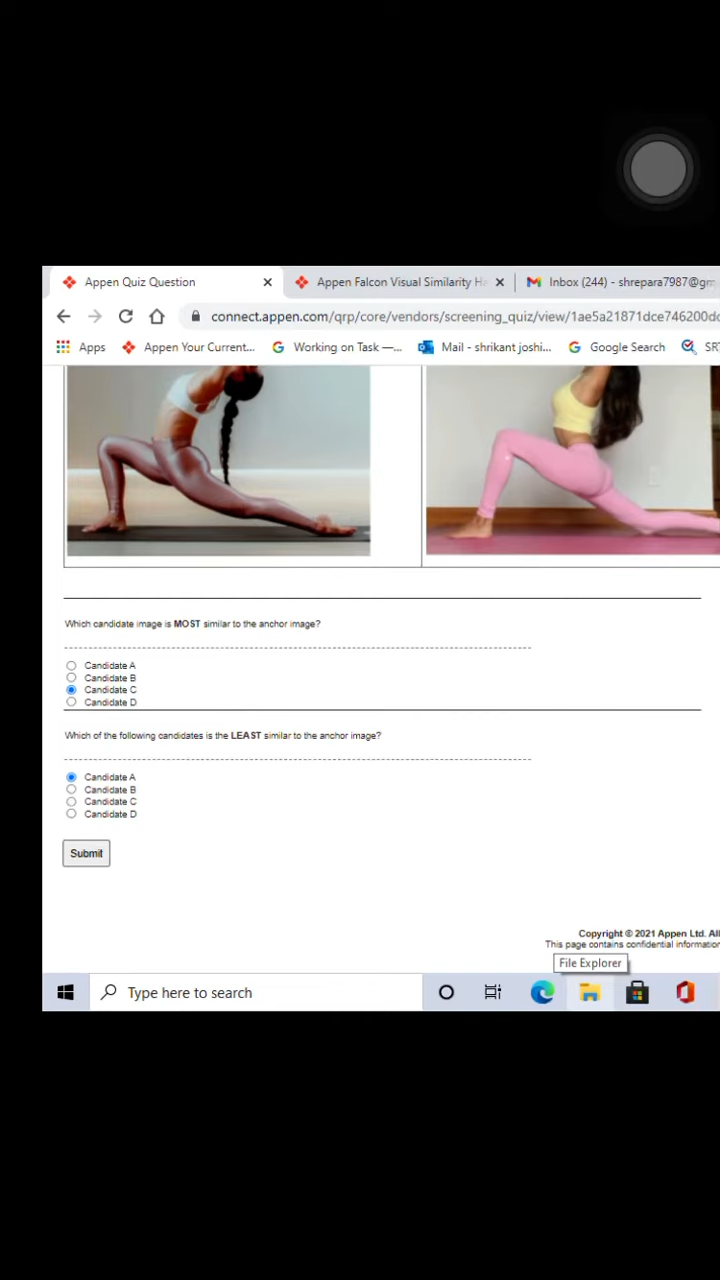 Appen Quiz Question
Appen Falcon Visual Similarity
Inbox (244) - shrepara7987@gm
connect.appen.com/qrp/core/vendors/screening_quiz/view/1ae5a21871dce746200dc
Apps
Appen Your Current...
Working on Task —...
Mail - shrikant joshi...
Google Search
SR
Which candidate image is MOST similar to the anchor image?
Candidate A
Candidate B
Candidate C
Candidate D
Which of the following candidates is the LEAST similar to the anchor image?
Candidate A
Candidate B
Candidate C
Candidate D
Submit
Copyright © 2021 Appen Ltd. All
This page contains confidential information
File Explorer
Type here to search